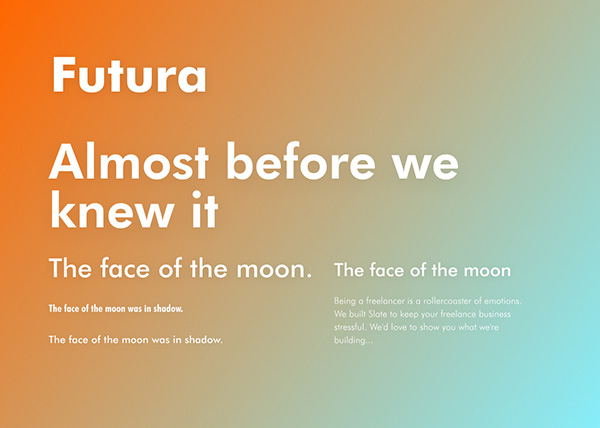 Futura
Almost before we
knew it
The face of the moon.
The face of the moon was in shadow.
The face of the moon was in shadow.
The face of the moon
Being a freelancer is a rollercoaster of emotions.
We built Slate to keep your freelance business
stressful. We'd love to show you what we're
building...